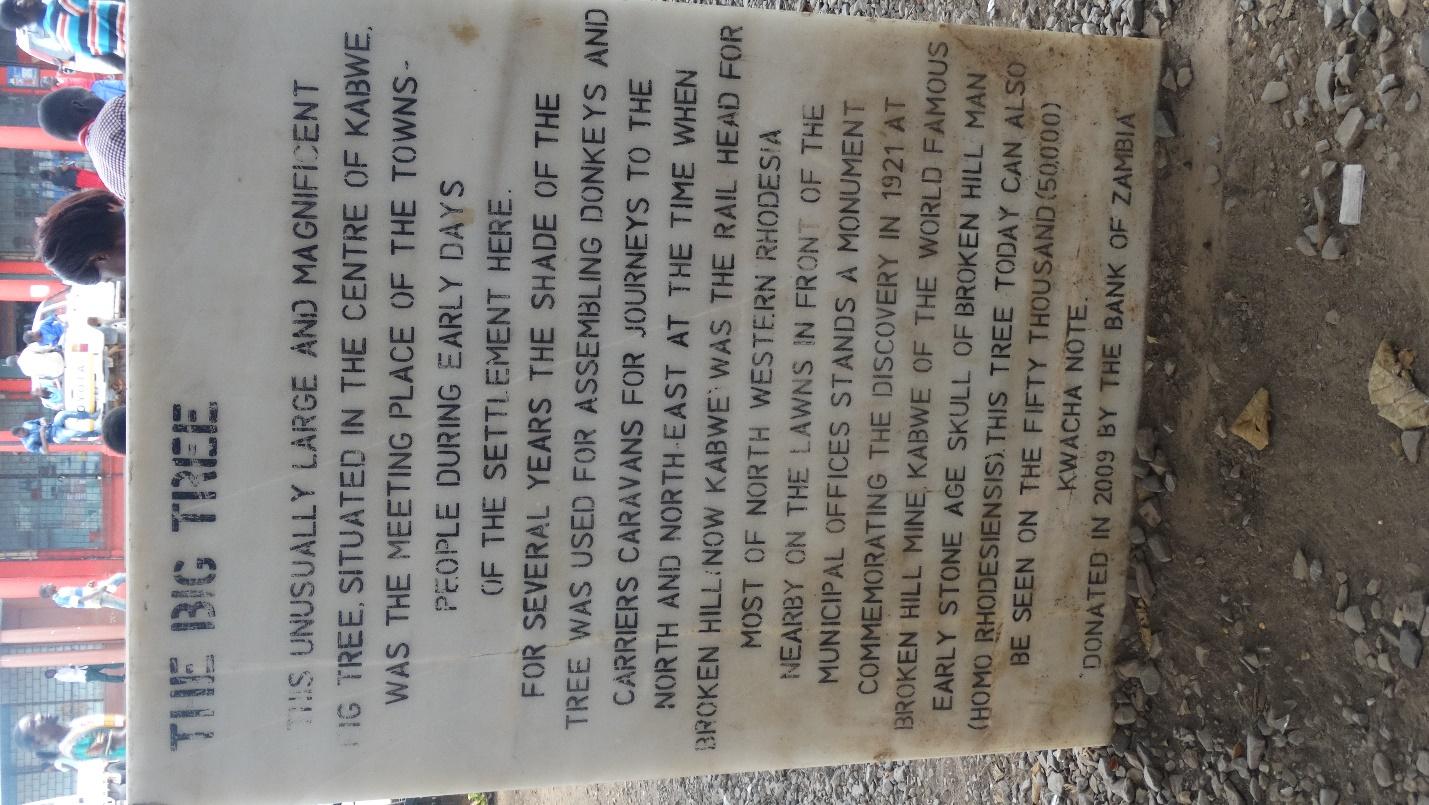 THE BIG TREE
THIS UNUSUALLY LARGE AND MAGNIFICENT
FIG TREE, SITUATED IN THE CENTRE OF KABWE,
WAS THE MEETING PLACE OF THE TOWNS-
PEOPLE DURING EARLY DAYS
OF THE SETTLEMENT HERE.
FOR SEVERAL YEARS THE SHADE OF THE
TREE WAS USED FOR ASSEMBLING DONKEYS AND
CARRIERS CARAVANS FOR JOURNEYS TO THE
NORTH AND NORTH-EAST AT THE TIME WHEN
BROKEN HILL (NOW KABWE) WAS THE RAIL HEAD FOR
MOST OF NORTH WESTERN RHODESIA
NEARBY ON THE LAWNS IN FRONT OF THE
MUNICIPAL OFFICES STANDS A MONUMENT
COMMEMORATING THE DISCOVERY IN 1921 AT
BROKEN HILL MINE, KABWE OF THE WORLD FAMOUS
EARLY STONE AGE SKULL OF BROKEN HILL MAN
(HOMO RHODESIENSIS). THIS TREE TODAY CAN ALSO
BE SEEN ON THE FIFTY THOUSAND (50,000)
KWACHA NOTE.
"DONATED IN 2009 BY THE BANK OF ZAMBIA